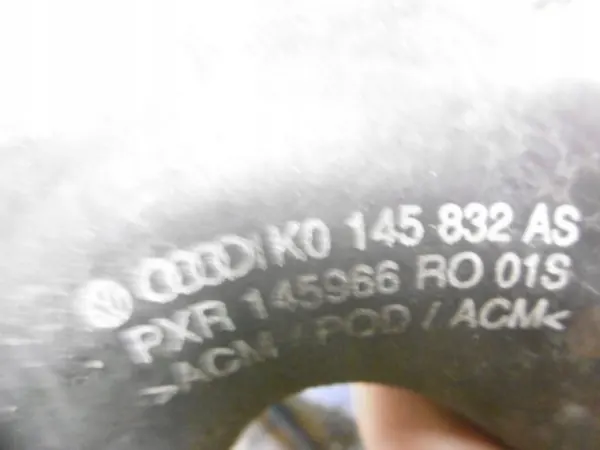 1K0 145 832 AS
PXR 145966 RO 01S
>ACM / POD / ACM<